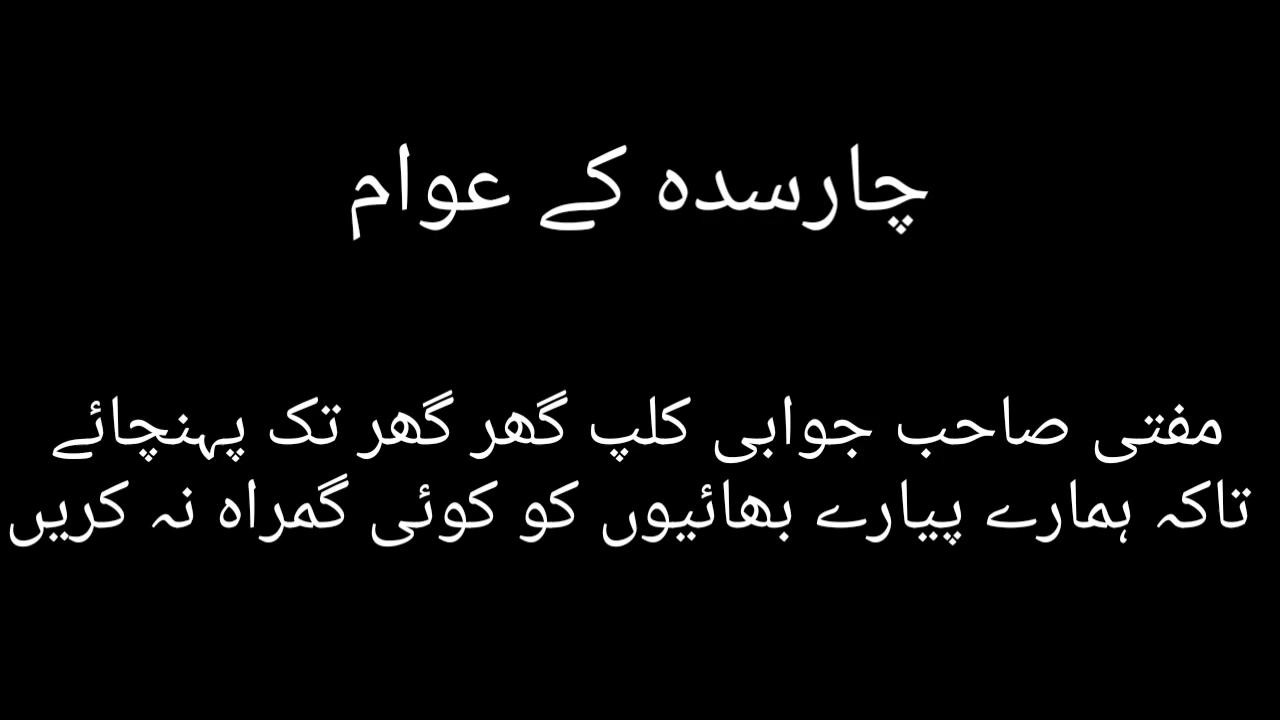 چارسدہ کے عوام
مفتی صاحب جوابی کلپ گھر گھر تک پہنچائے
تاکہ ہمارے پیارے بھائیوں کو کوئی گمراہ نہ کریں